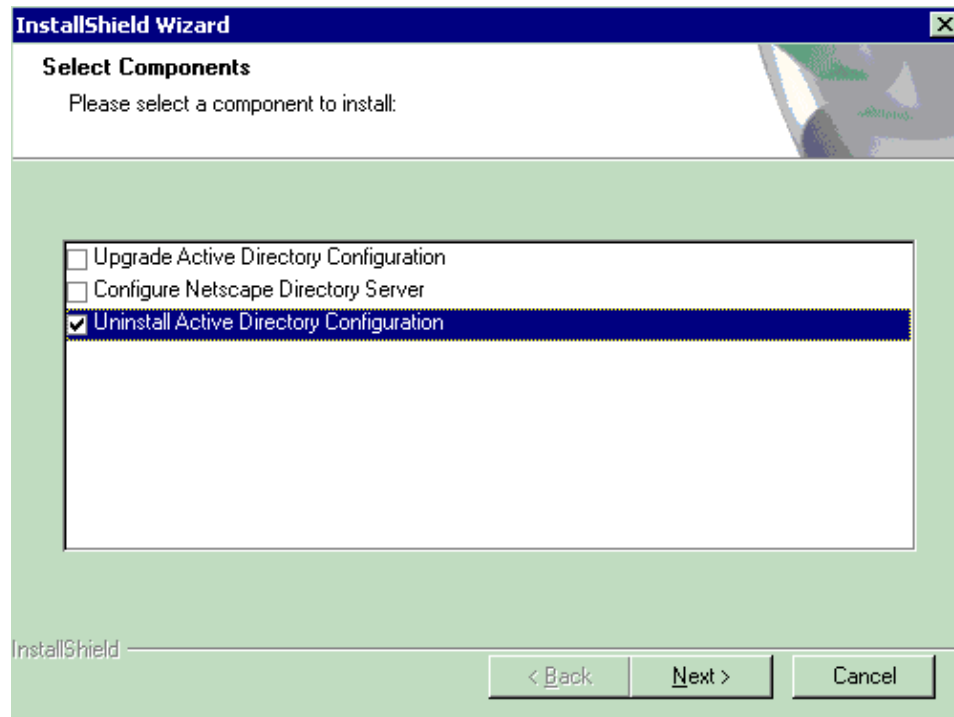 InstallShield Wizard
Select Components
Please select a component to install:
Upgrade Active Directory Configuration
Configure Netscape Directory Server
Uninstall Active Directory Configuration
InstallShield
< Back
Next >
Cancel